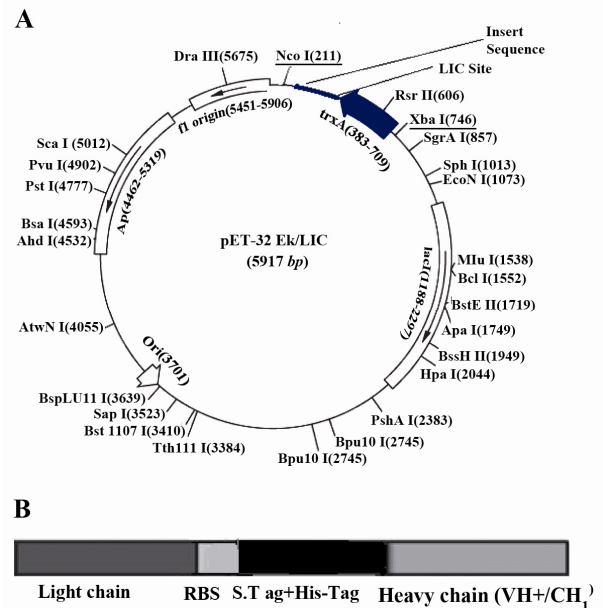 A
Insert
Sequence
LIC Site
Dra III(5675)
Nco I(211)
Rsr II(606)
Xba I(746)
SgrA I(857)
f1 origin(5451-5906)
trxA(383-709)
Sca I (5012)
Pvu I(4902)
Pst I(4777)
Ap(4462-5319)
Sph I(1013)
EcoN I(1073)
Bsa I(4593)
Ahd I(4532)
pET-32 Ek/LIC
(5917 bp)
lacI(1188-2297)
MIu I(1538)
Bcl I(1552)
BstE II(1719)
Apa I(1749)
BssH II(1949)
Hpa I(2044)
AtwN I(4055)
Ori(3701)
BspLU11 I(3639)
Sap I(3523)
Bst 1107 I(3410)
Tth111 I(3384)
PshA I(2383)
Bpu10 I(2745)
Bpu10 I(2745)
B
Light chain
RBS
S.T ag+His-Tag
Heavy chain (VH+/CH1)